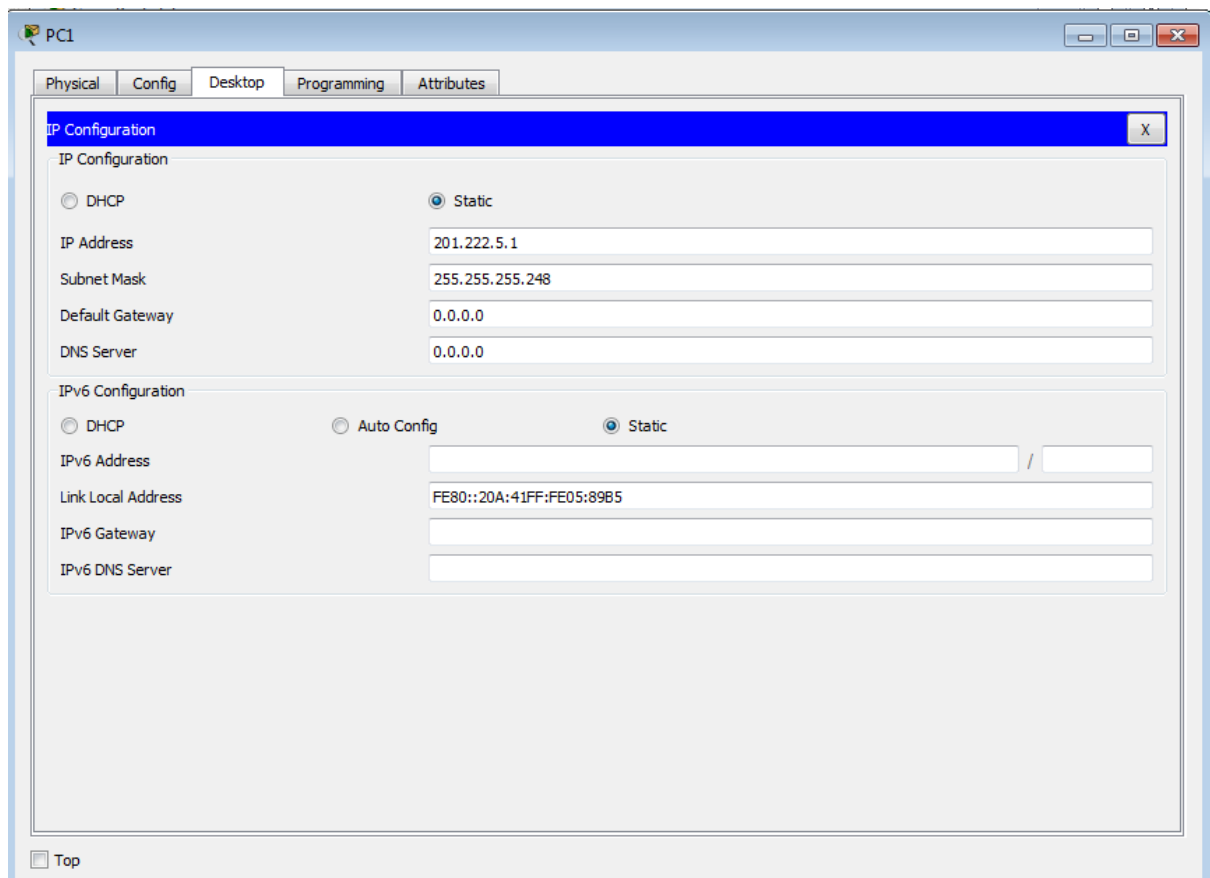 PC1
Physical Config Desktop Programming Attributes
IP Configuration X
IP Configuration
DHCP Static
IP Address 201.222.5.1
Subnet Mask 255.255.255.248
Default Gateway 0.0.0.0
DNS Server 0.0.0.0
IPv6 Configuration
DHCP Auto Config Static
IPv6 Address /
Link Local Address FE80::20A:41FF:FE05:89B5
IPv6 Gateway
IPv6 DNS Server
Top